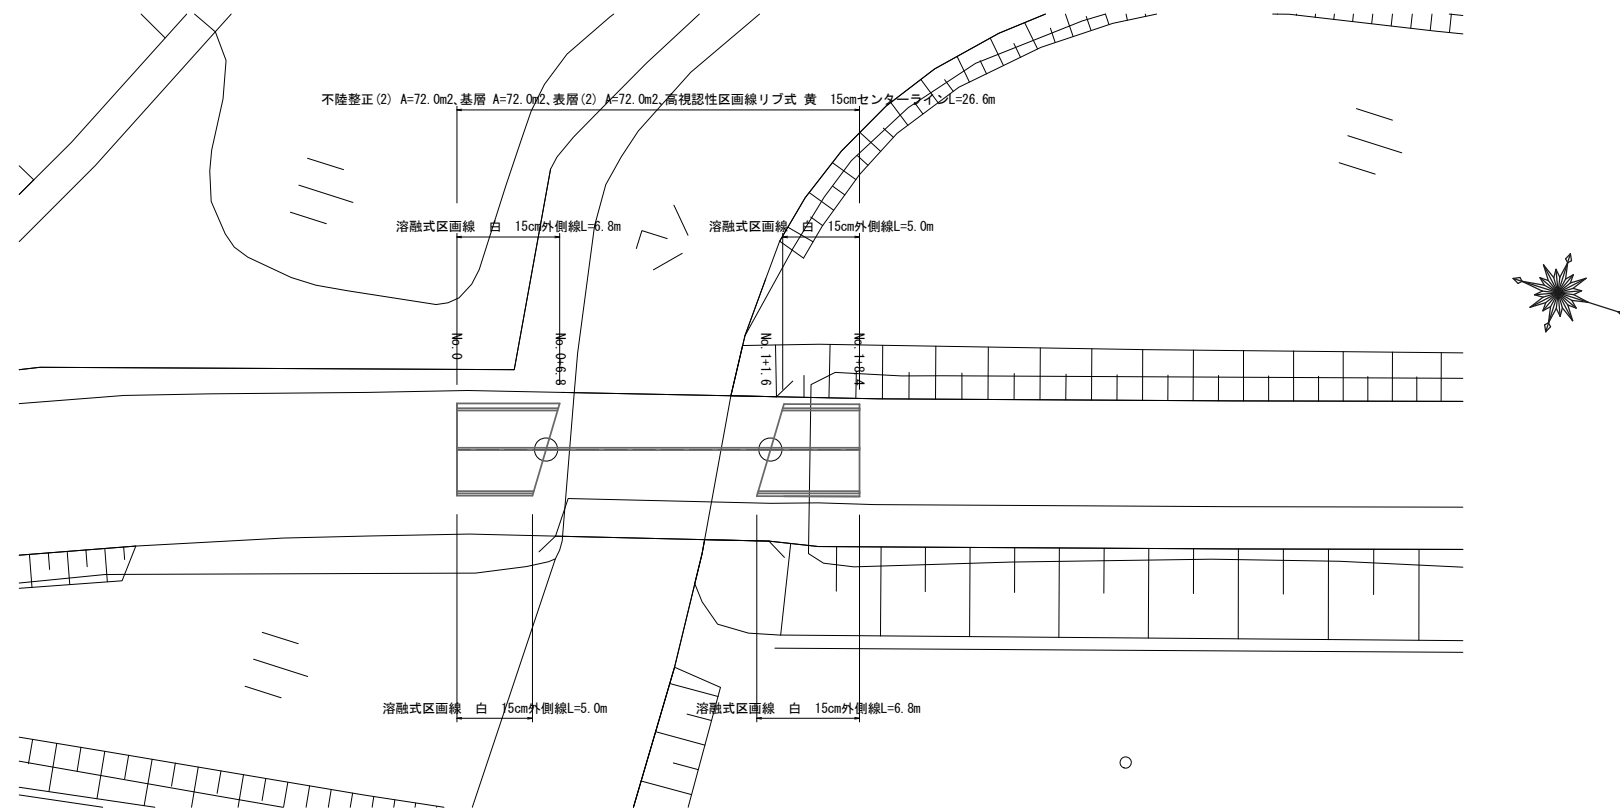 不陸整正(2) A=72.0m2、基層 A=72.0m2、表層(2) A=72.0m2、高視認性区画線リブ式 黄　15cmセンターラインL=26.6m
溶融式区画線　白　15cm外側線L=6.8m
溶融式区画線　白　15cm外側線L=5.0m
No.0
No.0+6.8
No.1+1.6
No.1+8.4
溶融式区画線　白　15cm外側線L=5.0m
溶融式区画線　白　15cm外側線L=6.8m